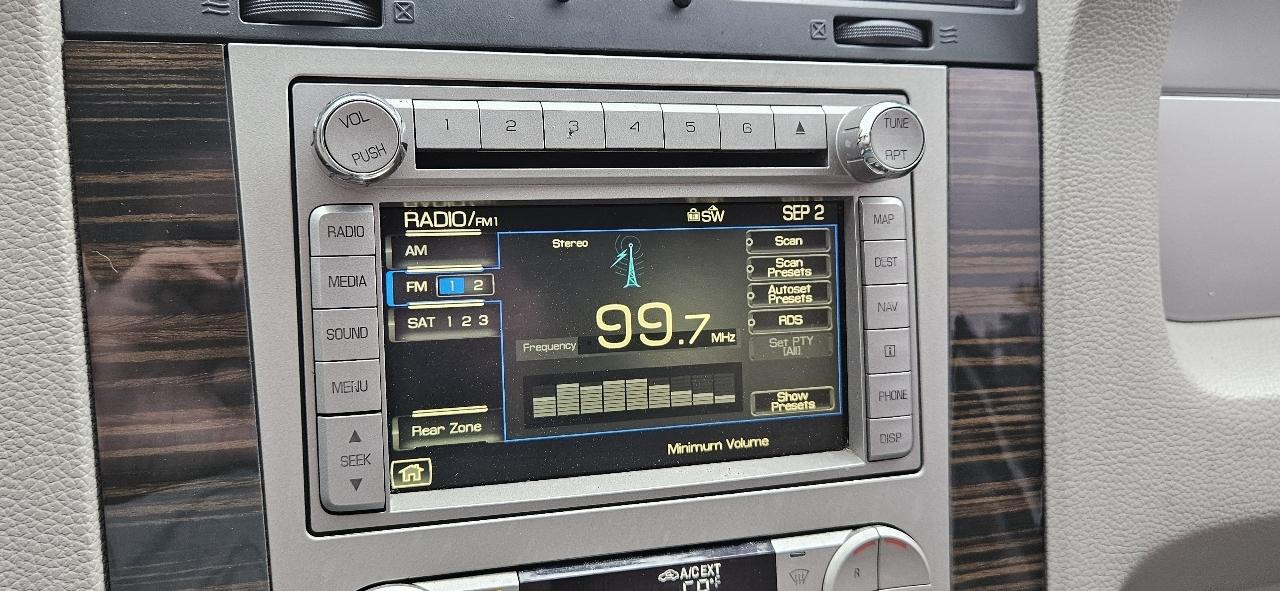 VOL
PUSH
1 2 3 4 5 6
TUNE
RPT
RADIO
MEDIA
SOUND
MENU
SEEK
RADIO/FM1
SW
SEP 2
AM
FM 1 2
SAT 1 2 3
Rear Zone
Stereo
99.7 MHz
Frequency
Scan
Scan
Presets
Autoset
Presets
RDS
Set PTY
(All)
Show
Presets
Minimum Volume
MAP
DEST
NAV
i
PHONE
DISP
A/C EXT
R